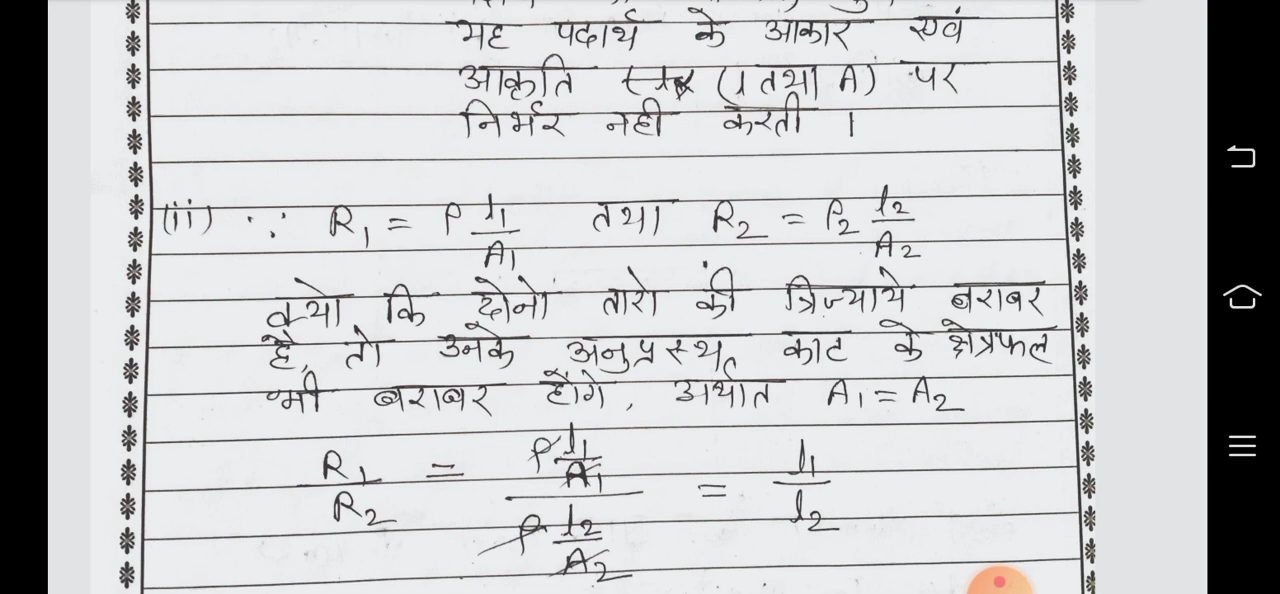 यह पदार्थ के आकार एवं
आकृति (l तथा A) पर
निर्भर नही करती ।
(ii) ∵ R₁ = ρ l₁/A₁ तथा R₂ = ρ₂ l₂/A₂
क्यो कि दोनो तारो की त्रिज्याये बराबर
है, तो उनके अनुप्रस्थ काट के क्षेत्रफल
भी बराबर होंगे, अर्थात A₁ = A₂
R₁/R₂ = (ρ l₁/A₁)/(ρ l₂/A₂) = l₁/l₂